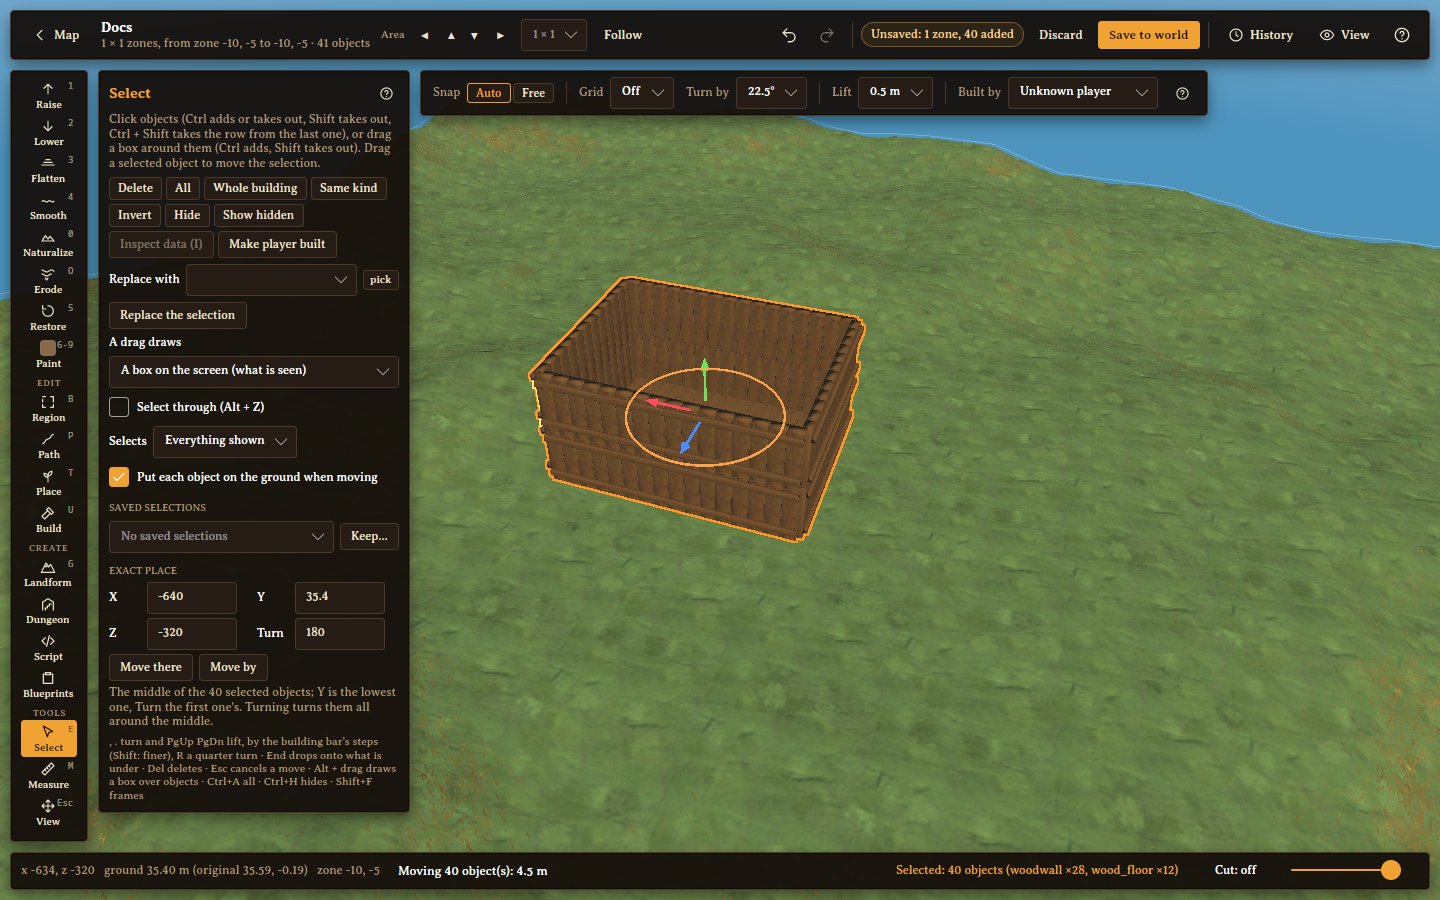 Map
Docs
1 × 1 zones, from zone -10, -5 to -10, -5 · 41 objects
Area
1 × 1
Follow
Unsaved: 1 zone, 40 added
Discard
Save to world
History
View
1
Raise
2
Lower
3
Flatten
4
Smooth
0
Naturalize
O
Erode
5
Restore
6-9
Paint
EDIT
B
Region
P
Path
T
Place
U
Build
CREATE
G
Landform
Dungeon
Script
Blueprints
TOOLS
E
Select
M
Measure
Esc
View
Select
Click objects (Ctrl adds or takes out, Shift takes out,
Ctrl + Shift takes the row from the last one), or drag
a box around them (Ctrl adds, Shift takes out). Drag
a selected object to move the selection.
Delete All Whole building Same kind
Invert Hide Show hidden
Inspect data (I) Make player built
Replace with pick
Replace the selection
A drag draws
A box on the screen (what is seen)
Select through (Alt + Z)
Selects Everything shown
Put each object on the ground when moving
SAVED SELECTIONS
No saved selections Keep...
EXACT PLACE
X -640 Y 35.4
Z -320 Turn 180
Move there Move by
The middle of the 40 selected objects; Y is the lowest
one, Turn the first one's. Turning turns them all
around the middle.
, . turn and PgUp PgDn lift, by the building bar's steps
(Shift: finer), R a quarter turn · End drops onto what is
under · Del deletes · Esc cancels a move · Alt + drag draws
a box over objects · Ctrl+A all · Ctrl+H hides · Shift+F
frames
Snap Auto Free Grid Off Turn by 22.5° Lift 0.5 m Built by Unknown player
x -634, z -320 ground 35.40 m (original 35.59, -0.19) zone -10, -5 Moving 40 object(s): 4.5 m
Selected: 40 objects (woodwall ×28, wood_floor ×12) Cut: off